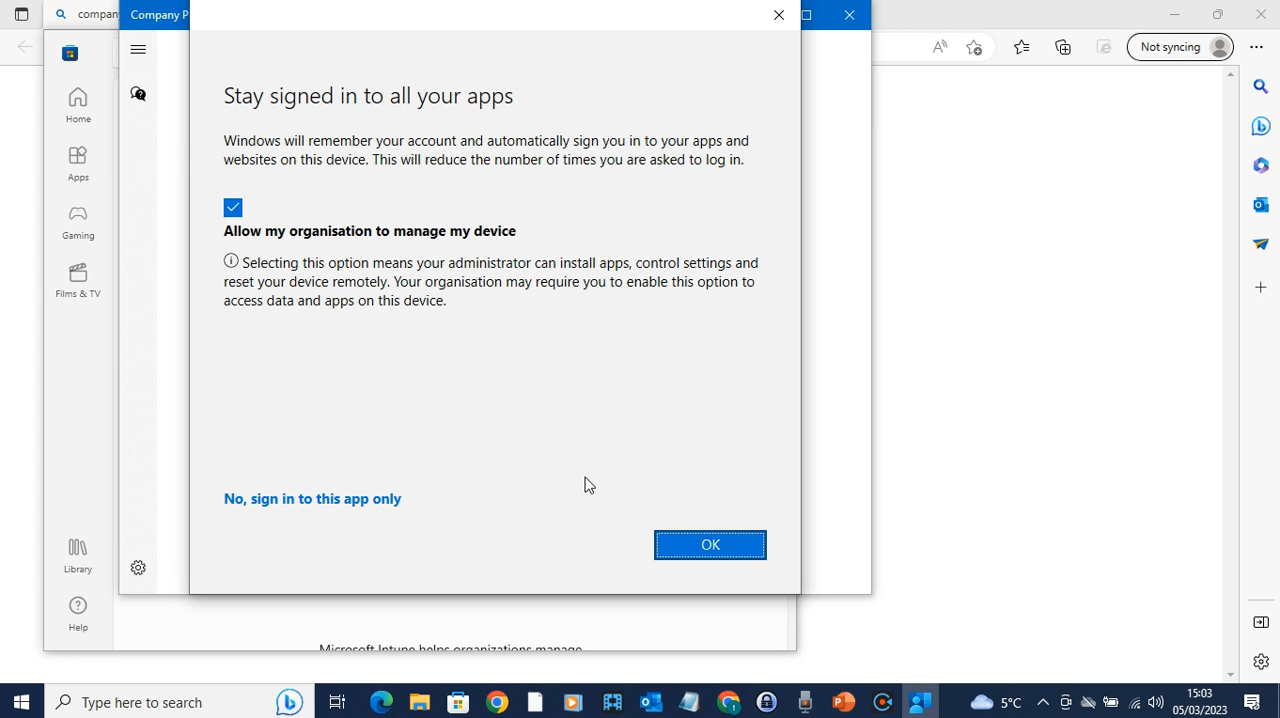 compan
Company P
Not syncing
Home
Apps
Gaming
Films & TV
Library
Help
Stay signed in to all your apps
Windows will remember your account and automatically sign you in to your apps and
websites on this device. This will reduce the number of times you are asked to log in.
Allow my organisation to manage my device
Selecting this option means your administrator can install apps, control settings and
reset your device remotely. Your organisation may require you to enable this option to
access data and apps on this device.
No, sign in to this app only
OK
Microsoft Intune helps organizations manage
Type here to search
5°C
15:03
05/03/2023